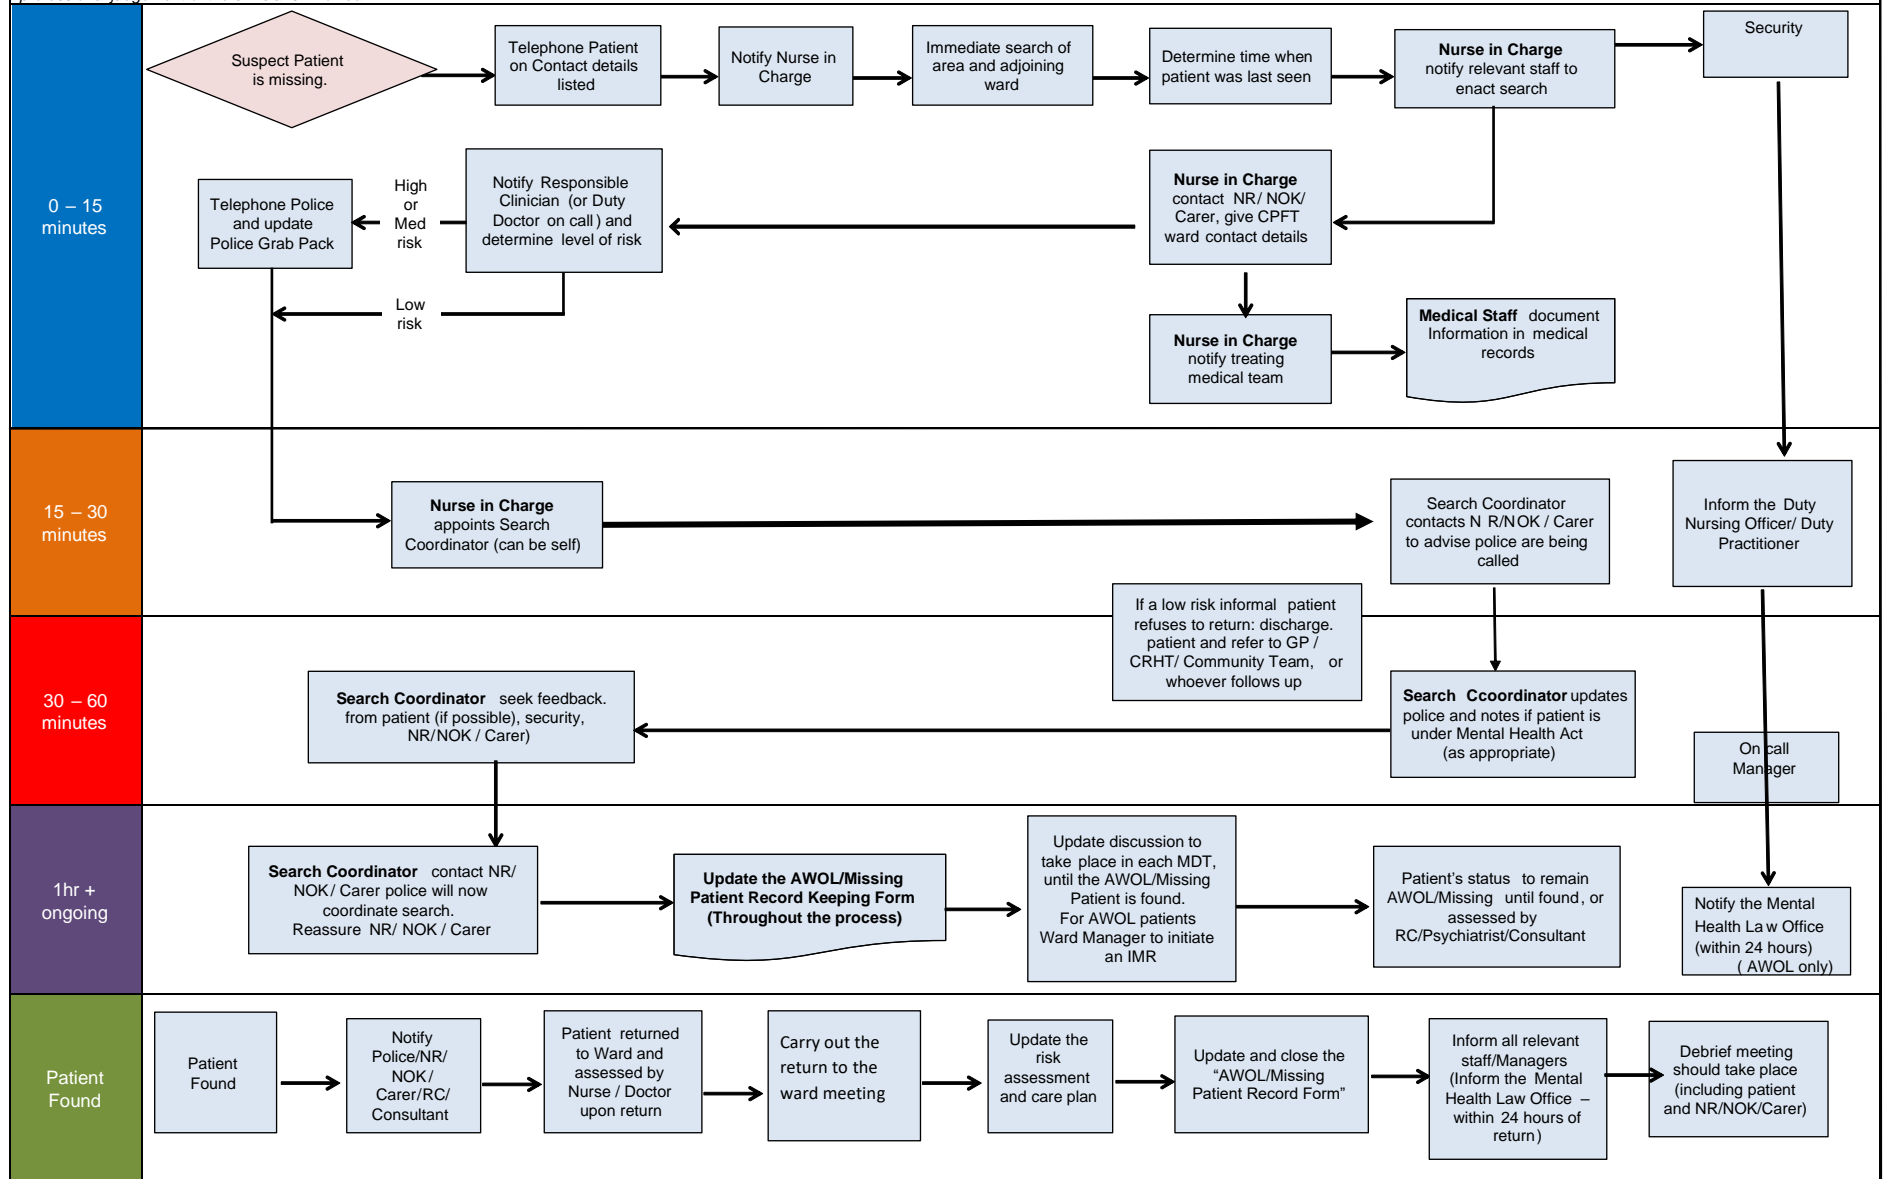 Suspect Patient
is missing.
Telephone Patient
on Contact details
listed
Notify Nurse in
Charge
Immediate search of
area and adjoining
ward
Determine time when
patient was last seen
Nurse in Charge
notify relevant staff to
enact search
Security
0 – 15
minutes
Telephone Police
and update
Police Grab Pack
High
or
Med
risk
Notify Responsible
Clinician (or Duty
Doctor on call) and
determine level of risk
Nurse in Charge
contact NR/ NOK/
Carer, give CPFT
ward contact details
Low
risk
Nurse in Charge
notify treating
medical team
Medical Staff document
Information in medical
records
15 – 30
minutes
Nurse in Charge
appoints Search
Coordinator (can be self)
Search Coordinator
contacts N R/NOK / Carer
to advise police are being
called
Inform the Duty
Nursing Officer/ Duty
Practitioner
If a low risk informal patient
refuses to return: discharge.
patient and refer to GP /
CRHT/ Community Team, or
whoever follows up
30 – 60
minutes
Search Coordinator seek feedback.
from patient (if possible), security,
NR/NOK / Carer)
Search Ccoordinator updates
police and notes if patient is
under Mental Health Act
(as appropriate)
On call
Manager
1hr +
ongoing
Search Coordinator contact NR/
NOK/ Carer police will now
coordinate search.
Reassure NR/ NOK / Carer
Update the AWOL/Missing
Patient Record Keeping Form
(Throughout the process)
Update discussion to
take place in each MDT,
until the AWOL/Missing
Patient is found.
For AWOL patients
Ward Manager to initiate
an IMR
Patient's status to remain
AWOL/Missing until found, or
assessed by
RC/Psychiatrist/Consultant
Notify the Mental
Health Law Office
(within 24 hours)
( AWOL only)
Patient
Found
Patient
Found
Notify
Police/NR/
NOK/
Carer/RC/
Consultant
Patient returned
to Ward and
assessed by
Nurse / Doctor
upon return
Carry out the
return to the
ward meeting
Update the
risk
assessment
and care plan
Update and close the
“AWOL/Missing
Patient Record Form”
Inform all relevant
staff/Managers
(Inform the Mental
Health Law Office –
within 24 hours of
return)
Debrief meeting
should take place
(including patient
and NR/NOK/Carer)